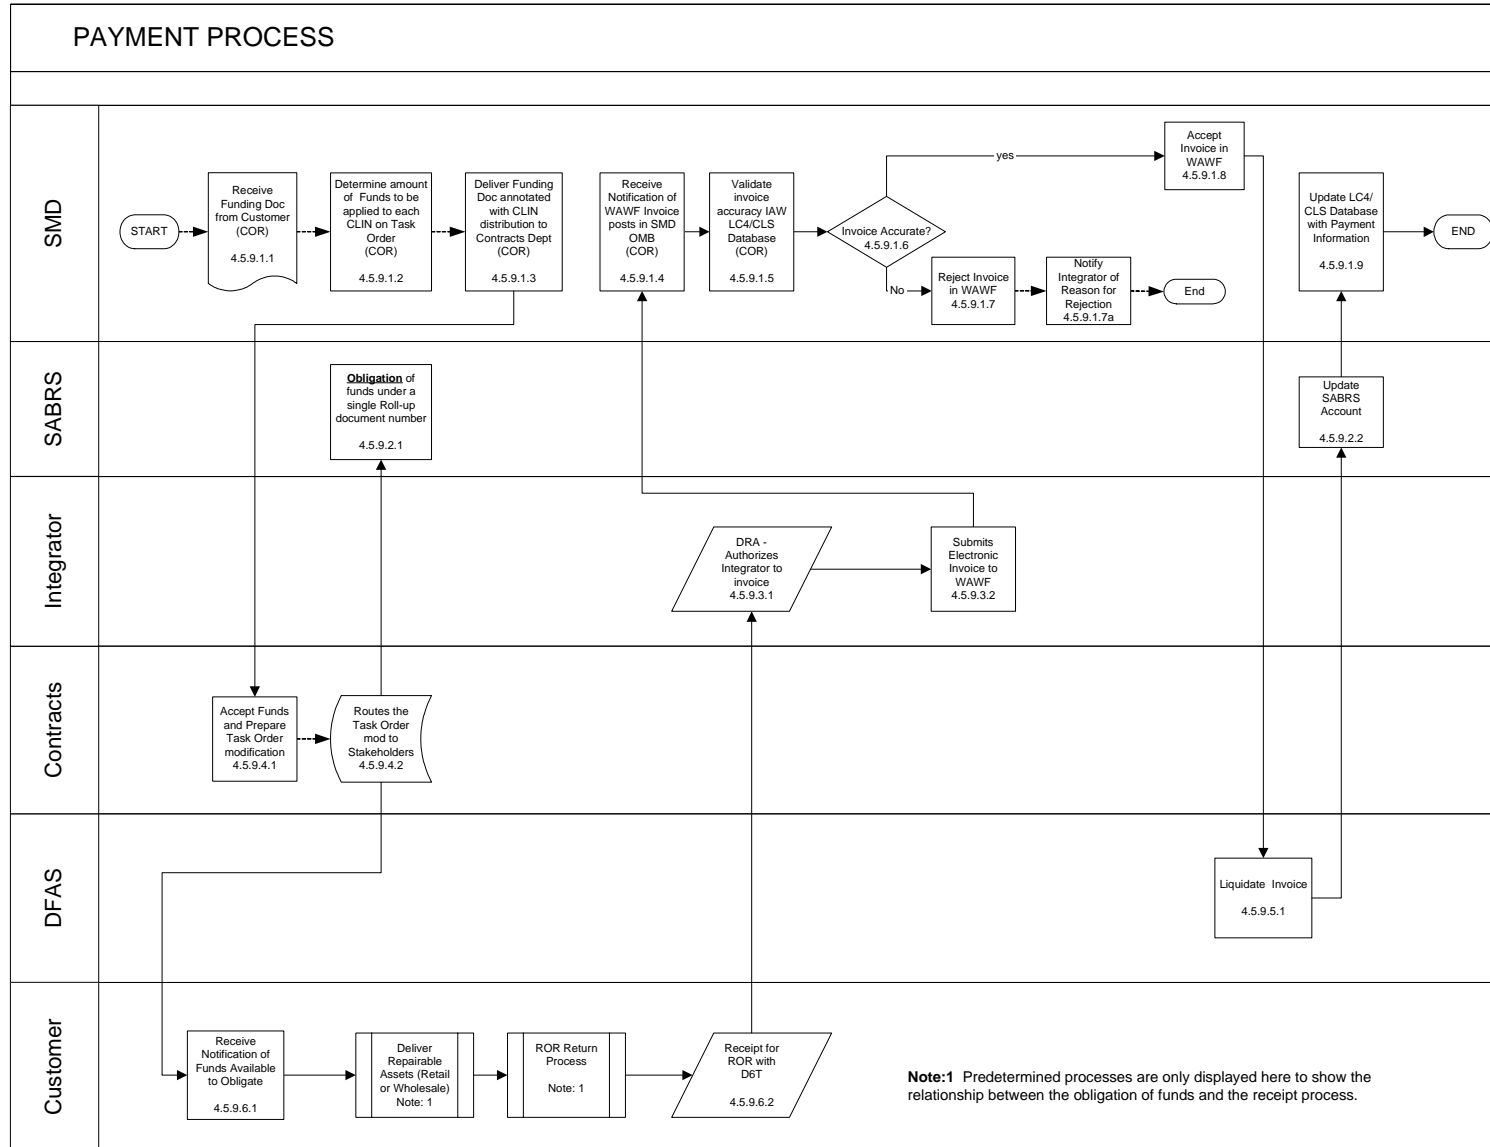 PAYMENT PROCESS
SMD
START
Receive
Funding Doc
from Customer
(COR)
4.5.9.1.1
Determine amount
of Funds to be
applied to each
CLIN on Task
Order
(COR)
4.5.9.1.2
Deliver Funding
Doc annotated
with CLIN
distribution to
Contracts Dept
(COR)
4.5.9.1.3
Receive
Notification of
WAWF Invoice
posts in SMD
OMB
(COR)
4.5.9.1.4
Validate
invoice
accuracy IAW
LC4/CLS
Database
(COR)
4.5.9.1.5
Invoice Accurate?
4.5.9.1.6
yes
No
Reject Invoice
in WAWF
4.5.9.1.7
Notify
Integrator of
Reason for
Rejection
4.5.9.1.7a
End
Accept
Invoice in
WAWF
4.5.9.1.8
Update LC4/
CLS Database
with Payment
Information
4.5.9.1.9
END
SABRS
Obligation of
funds under a
single Roll-up
document number
4.5.9.2.1
Update
SABRS
Account
4.5.9.2.2
Integrator
DRA -
Authorizes
Integrator to
invoice
4.5.9.3.1
Submits
Electronic
Invoice to
WAWF
4.5.9.3.2
Contracts
Accept Funds
and Prepare
Task Order
modification
4.5.9.4.1
Routes the
Task Order
mod to
Stakeholders
4.5.9.4.2
DFAS
Liquidate Invoice
4.5.9.5.1
Customer
Receive
Notification of
Funds Available
to Obligate
4.5.9.6.1
Deliver
Repairable
Assets (Retail
or Wholesale)
Note: 1
ROR Return
Process
Note: 1
Receipt for
ROR with
D6T
4.5.9.6.2
Note:1 Predetermined processes are only displayed here to show the
relationship between the obligation of funds and the receipt process.